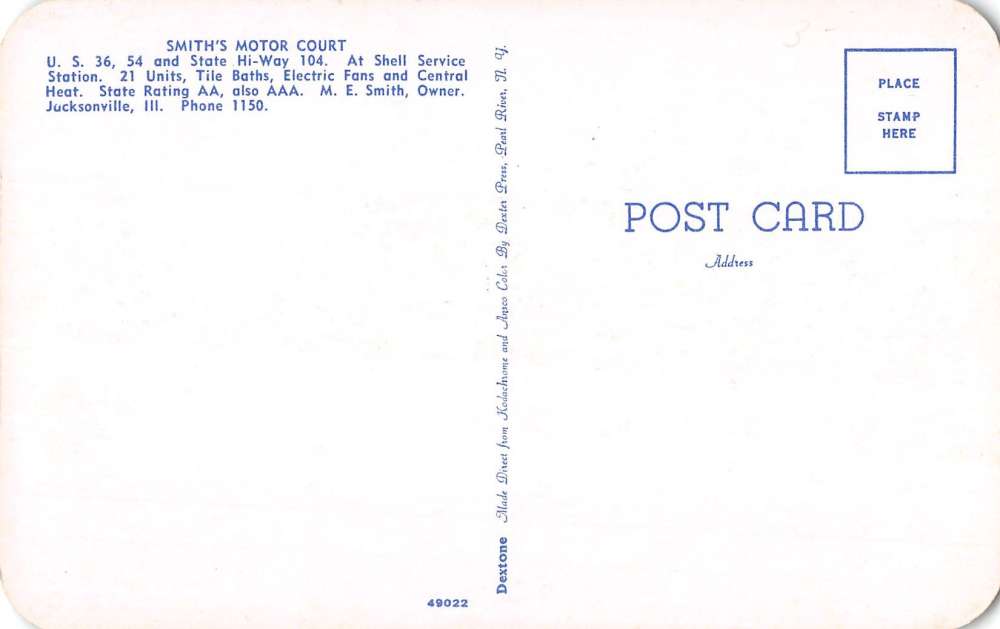 SMITH'S MOTOR COURT
U. S. 36, 54 and State Hi-Way 104. At Shell Service
Station. 21 Units, Tile Baths, Electric Fans and Central
Heat. State Rating AA, also AAA. M. E. Smith, Owner.
Jacksonville, Ill. Phone 1150.
Dextone Made Direct from Kodachrome and Ansco Color By Dexter Press, Pearl River, N. Y.
49022
PLACE
STAMP
HERE
POST CARD
Address